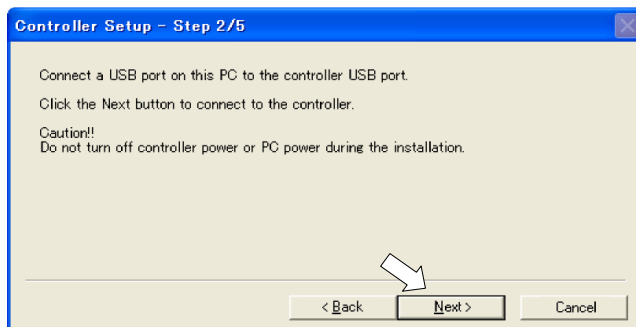 Controller Setup - Step 2/5
Connect a USB port on this PC to the controller USB port.
Click the Next button to connect to the controller.
Caution!!
Do not turn off controller power or PC power during the installation.
< Back
Next >
Cancel